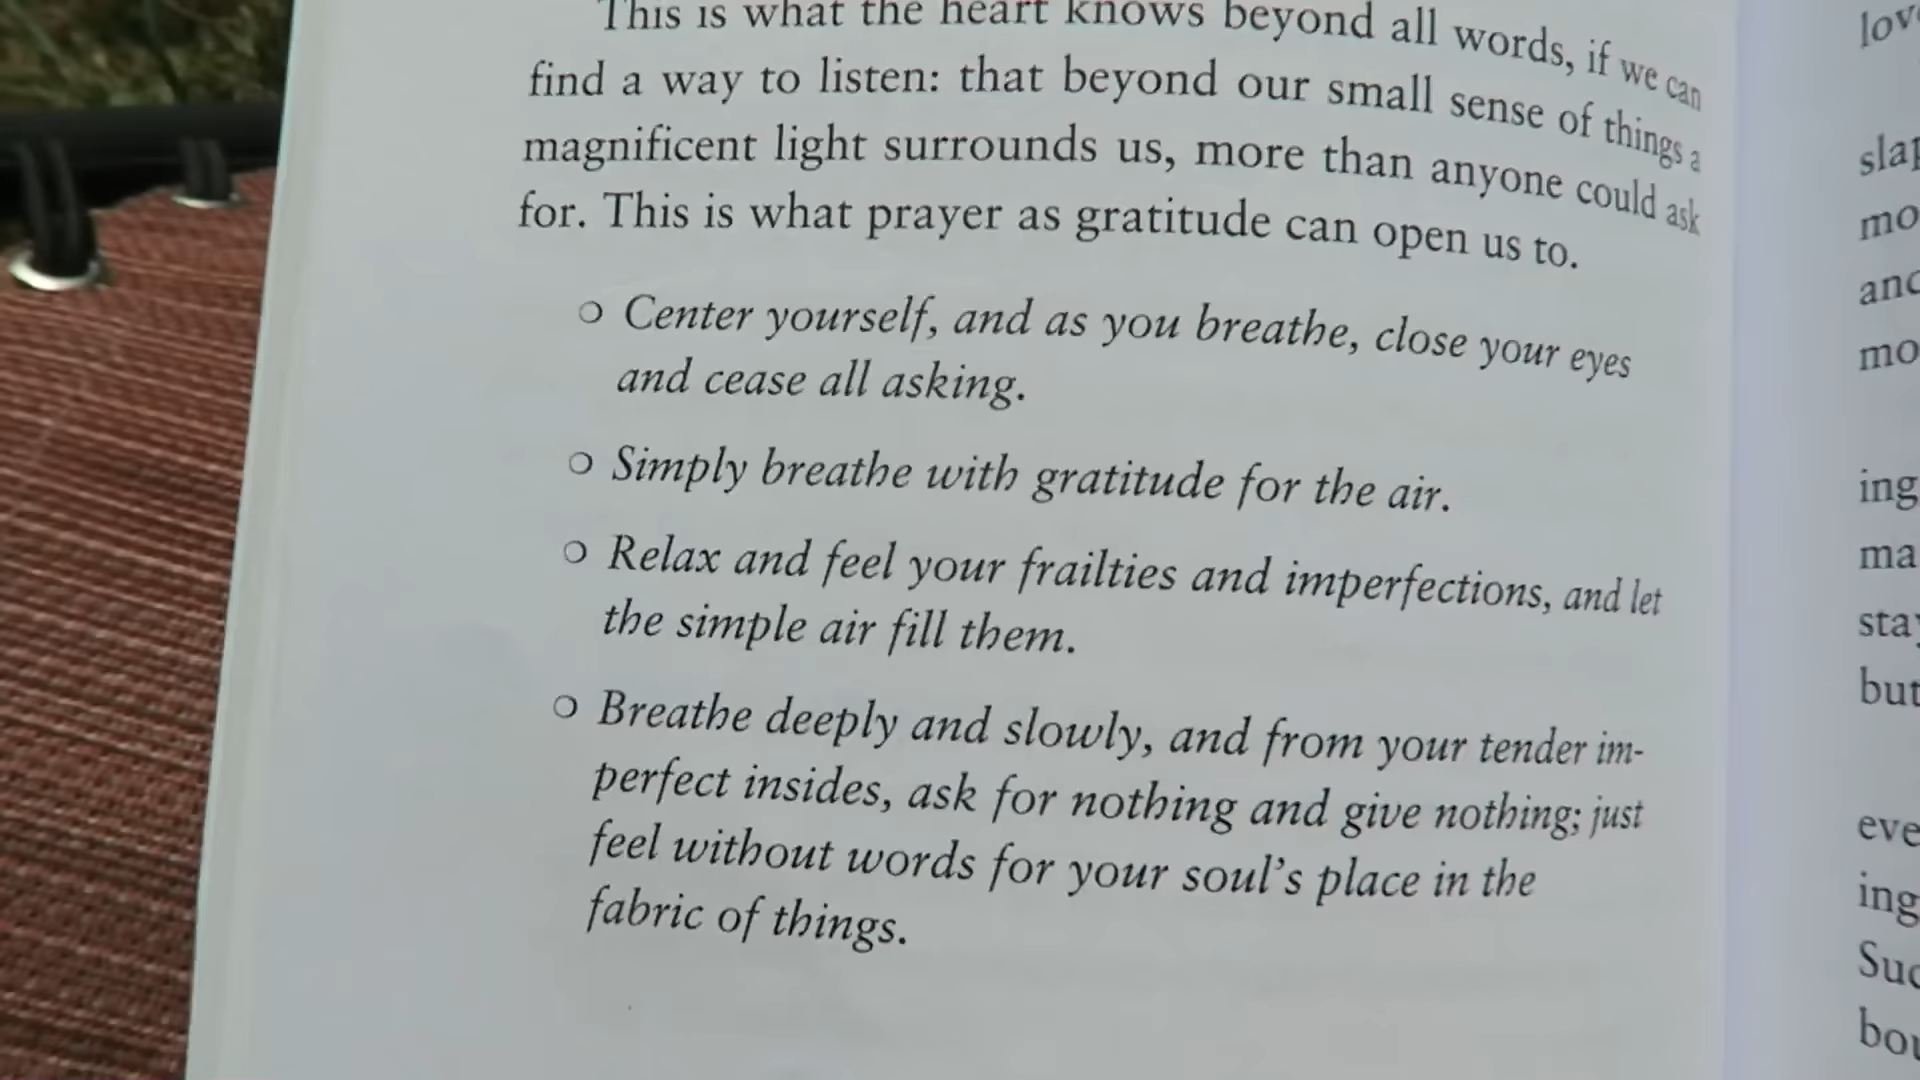 This is what the heart knows beyond all words, if we can
find a way to listen: that beyond our small sense of things a
magnificent light surrounds us, more than anyone could ask
for. This is what prayer as gratitude can open us to.
○ Center yourself, and as you breathe, close your eyes
and cease all asking.
○ Simply breathe with gratitude for the air.
○ Relax and feel your frailties and imperfections, and let
the simple air fill them.
○ Breathe deeply and slowly, and from your tender im-
perfect insides, ask for nothing and give nothing; just
feel without words for your soul's place in the
fabric of things.